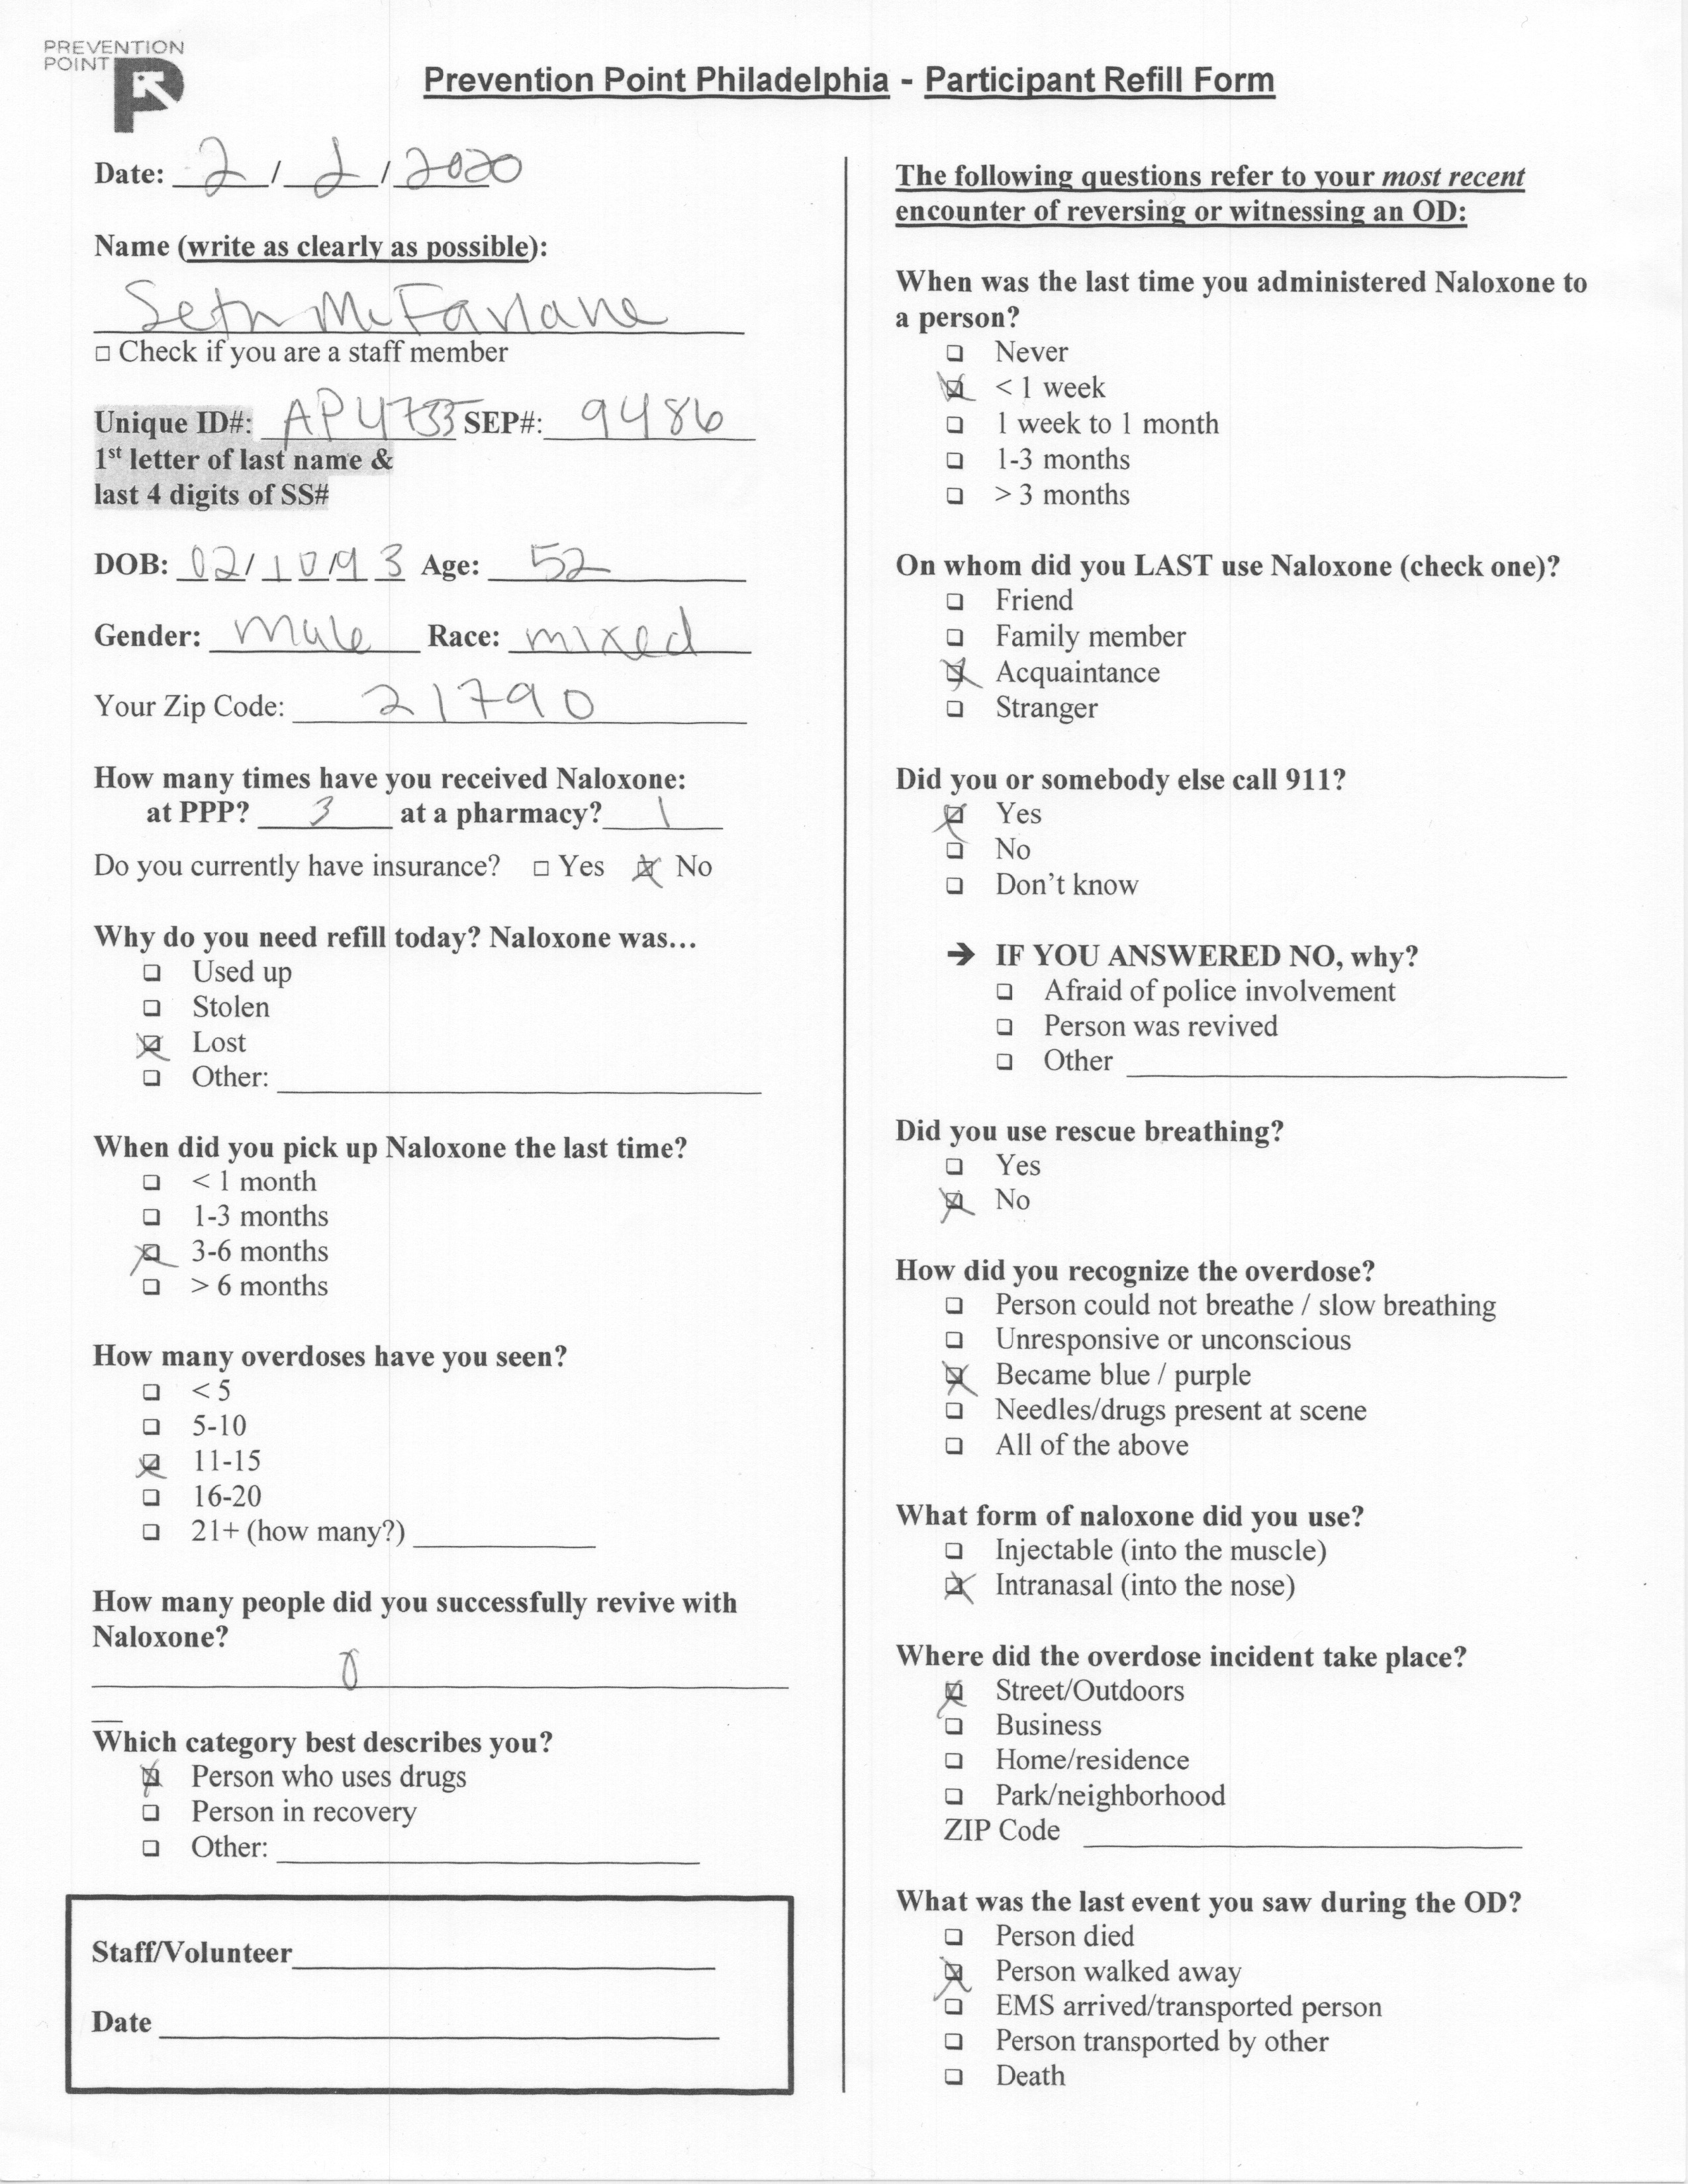 PREVENTION
POINT
Prevention Point Philadelphia - Participant Refill Form
Date: 2 / 2 / 2020
Name (write as clearly as possible):
Seth McFarlane
□ Check if you are a staff member
Unique ID#: AP4735 SEP#: 9486
1st letter of last name &
last 4 digits of SS#
DOB: 02/10/93 Age: 52
Gender: Male Race: mixed
Your Zip Code: 21790
How many times have you received Naloxone:
at PPP? 3 at a pharmacy? 1
Do you currently have insurance? □ Yes ☒ No
Why do you need refill today? Naloxone was...
❑ Used up
❑ Stolen
☒ Lost
❑ Other:
When did you pick up Naloxone the last time?
❑ < 1 month
❑ 1-3 months
☒ 3-6 months
❑ > 6 months
How many overdoses have you seen?
❑ < 5
❑ 5-10
☒ 11-15
❑ 16-20
❑ 21+ (how many?)
How many people did you successfully revive with
Naloxone?
0
Which category best describes you?
☒ Person who uses drugs
❑ Person in recovery
❑ Other:
Staff/Volunteer
Date
The following questions refer to your most recent
encounter of reversing or witnessing an OD:
When was the last time you administered Naloxone to
a person?
❑ Never
☒ < 1 week
❑ 1 week to 1 month
❑ 1-3 months
❑ > 3 months
On whom did you LAST use Naloxone (check one)?
❑ Friend
❑ Family member
☒ Acquaintance
❑ Stranger
Did you or somebody else call 911?
☒ Yes
❑ No
❑ Don't know
➔ IF YOU ANSWERED NO, why?
❑ Afraid of police involvement
❑ Person was revived
❑ Other
Did you use rescue breathing?
❑ Yes
☒ No
How did you recognize the overdose?
❑ Person could not breathe / slow breathing
❑ Unresponsive or unconscious
☒ Became blue / purple
❑ Needles/drugs present at scene
❑ All of the above
What form of naloxone did you use?
❑ Injectable (into the muscle)
☒ Intranasal (into the nose)
Where did the overdose incident take place?
☒ Street/Outdoors
❑ Business
❑ Home/residence
❑ Park/neighborhood
ZIP Code
What was the last event you saw during the OD?
❑ Person died
☒ Person walked away
❑ EMS arrived/transported person
❑ Person transported by other
❑ Death